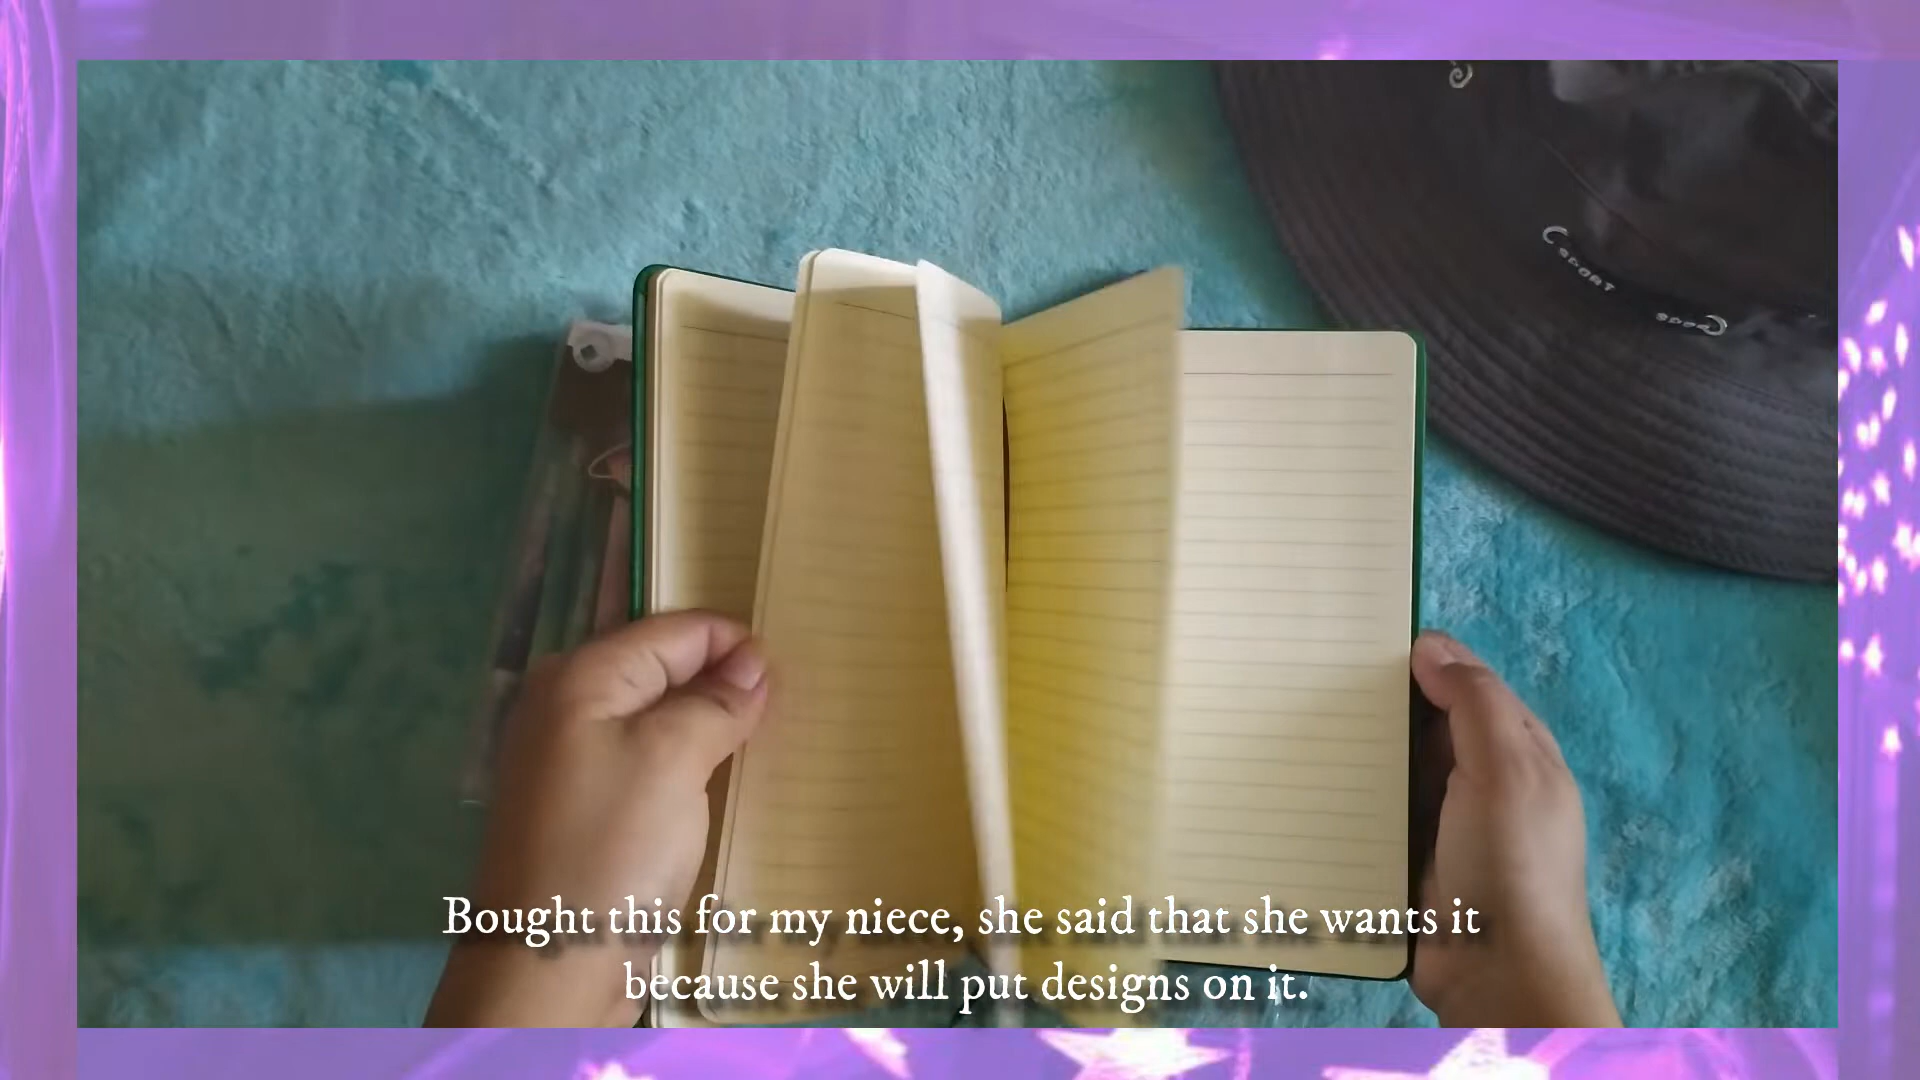 Bought this for my niece, she said that she wants it
because she will put designs on it.